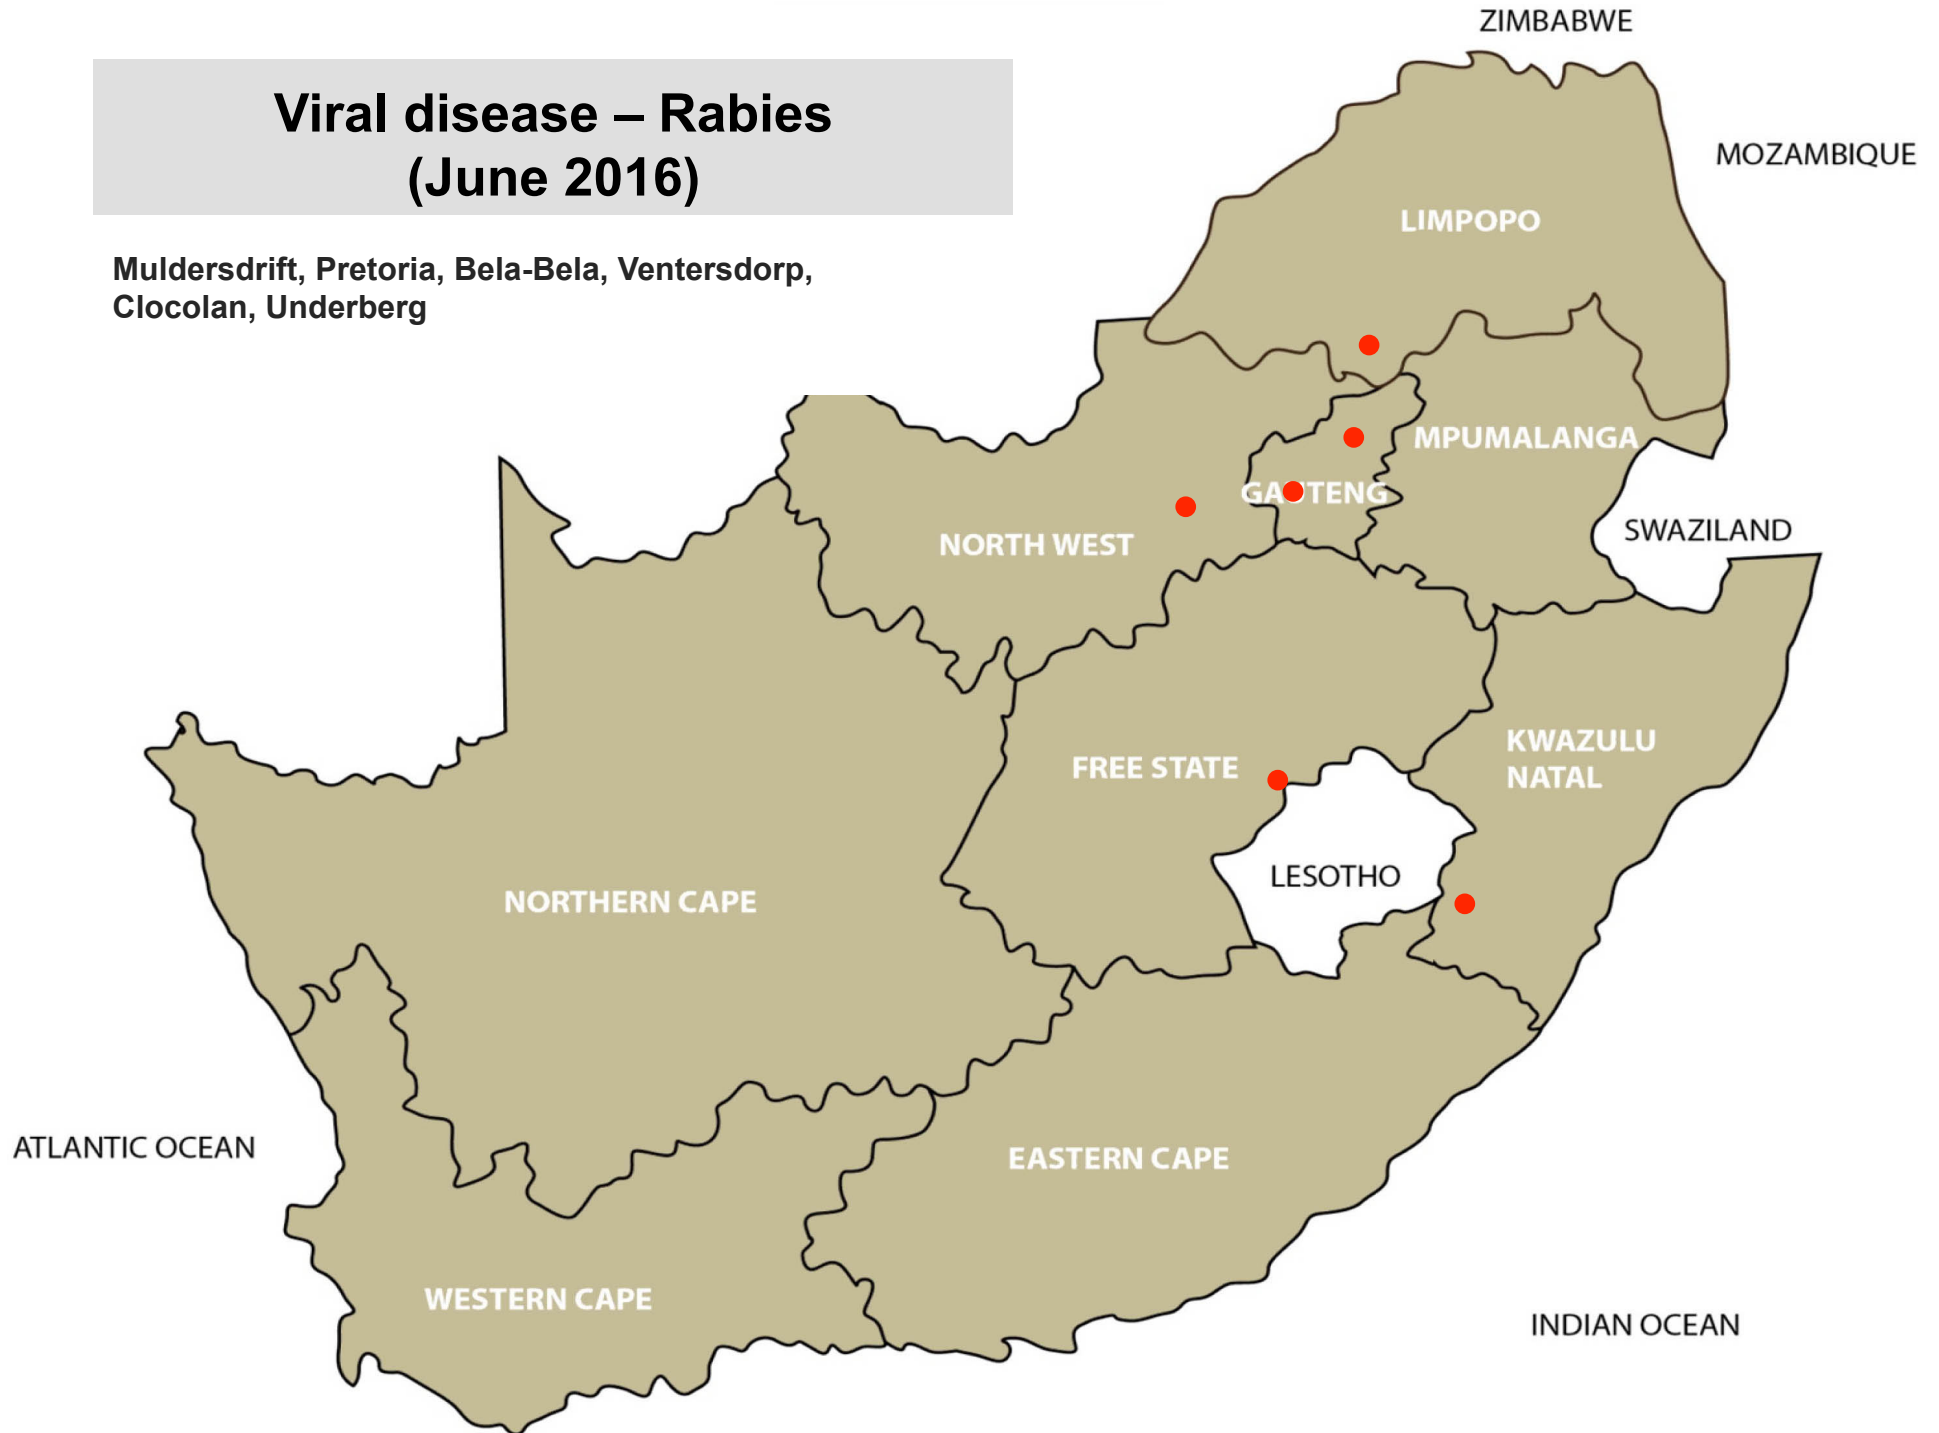 ZIMBABWE
Viral disease – Rabies
(June 2016)
MOZAMBIQUE
LIMPOPO
Muldersdrift, Pretoria, Bela-Bela, Ventersdorp,
Clocolan, Underberg
MPUMALANGA
GAUTENG
SWAZILAND
NORTH WEST
KWAZULU
NATAL
FREE STATE
LESOTHO
NORTHERN CAPE
ATLANTIC OCEAN
EASTERN CAPE
WESTERN CAPE
INDIAN OCEAN